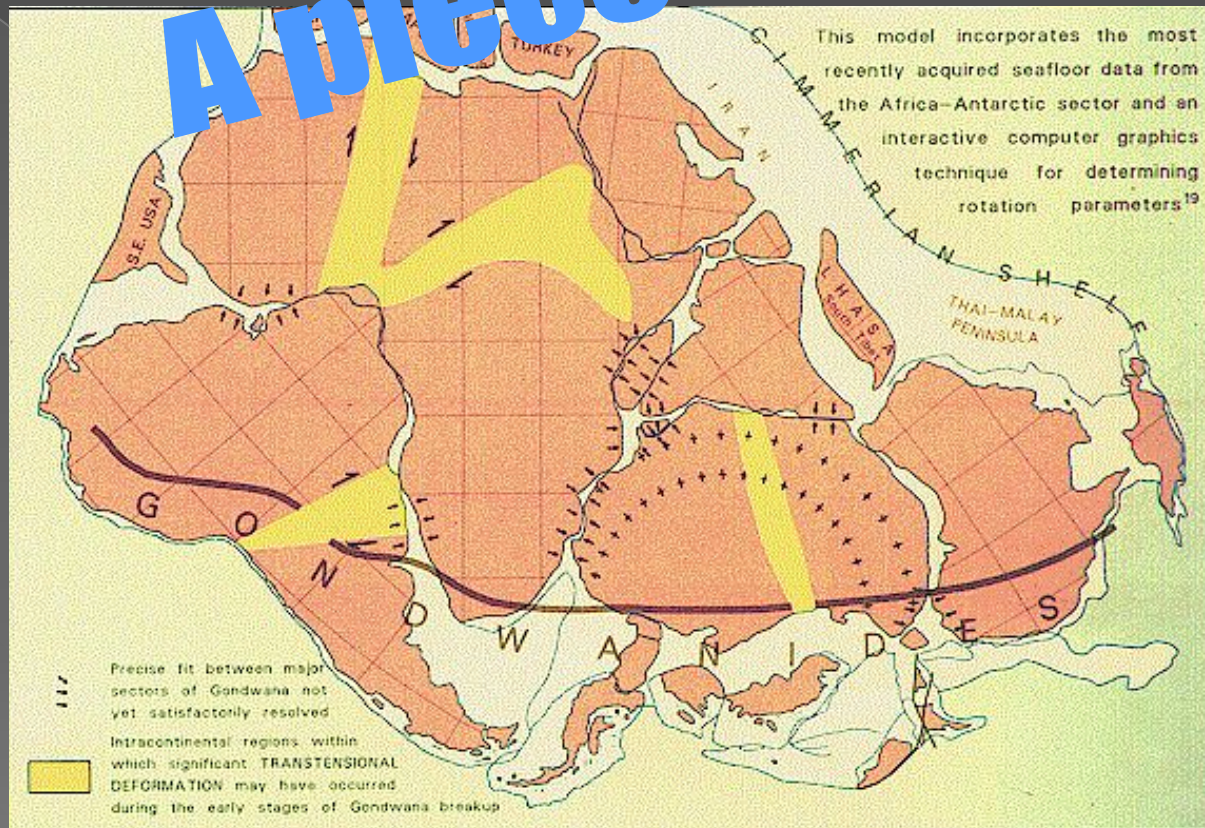 A piec
TURKEY
This model incorporates the most
recently acquired seafloor data from
the Africa–Antarctic sector and an
interactive computer graphics
technique for determining
rotation parameters19
CIMMERIAN SHELF
IRAN
S.E. USA
LHASA
South Tibet
THAI–MALAY
PENINSULA
GONDWANIDES
Precise fit between major
sectors of Gondwana not
yet satisfactorily resolved
Intracontinental regions within
which significant TRANSTENSIONAL
DEFORMATION may have occurred
during the early stages of Gondwana breakup